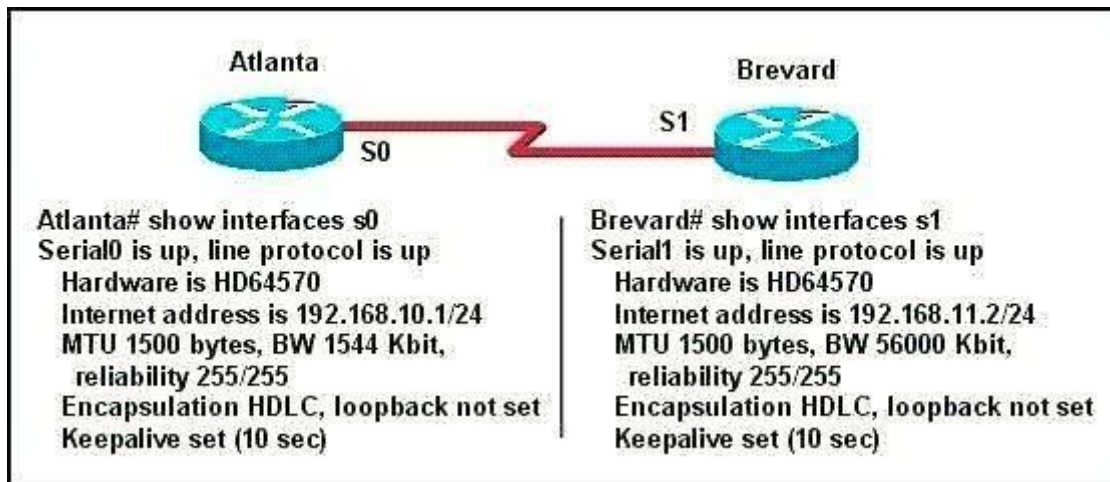 Atlanta
Brevard
S0
S1
Atlanta# show interfaces s0
Serial0 is up, line protocol is up
Hardware is HD64570
Internet address is 192.168.10.1/24
MTU 1500 bytes, BW 1544 Kbit,
reliability 255/255
Encapsulation HDLC, loopback not set
Keepalive set (10 sec)
Brevard# show interfaces s1
Serial1 is up, line protocol is up
Hardware is HD64570
Internet address is 192.168.11.2/24
MTU 1500 bytes, BW 56000 Kbit,
reliability 255/255
Encapsulation HDLC, loopback not set
Keepalive set (10 sec)